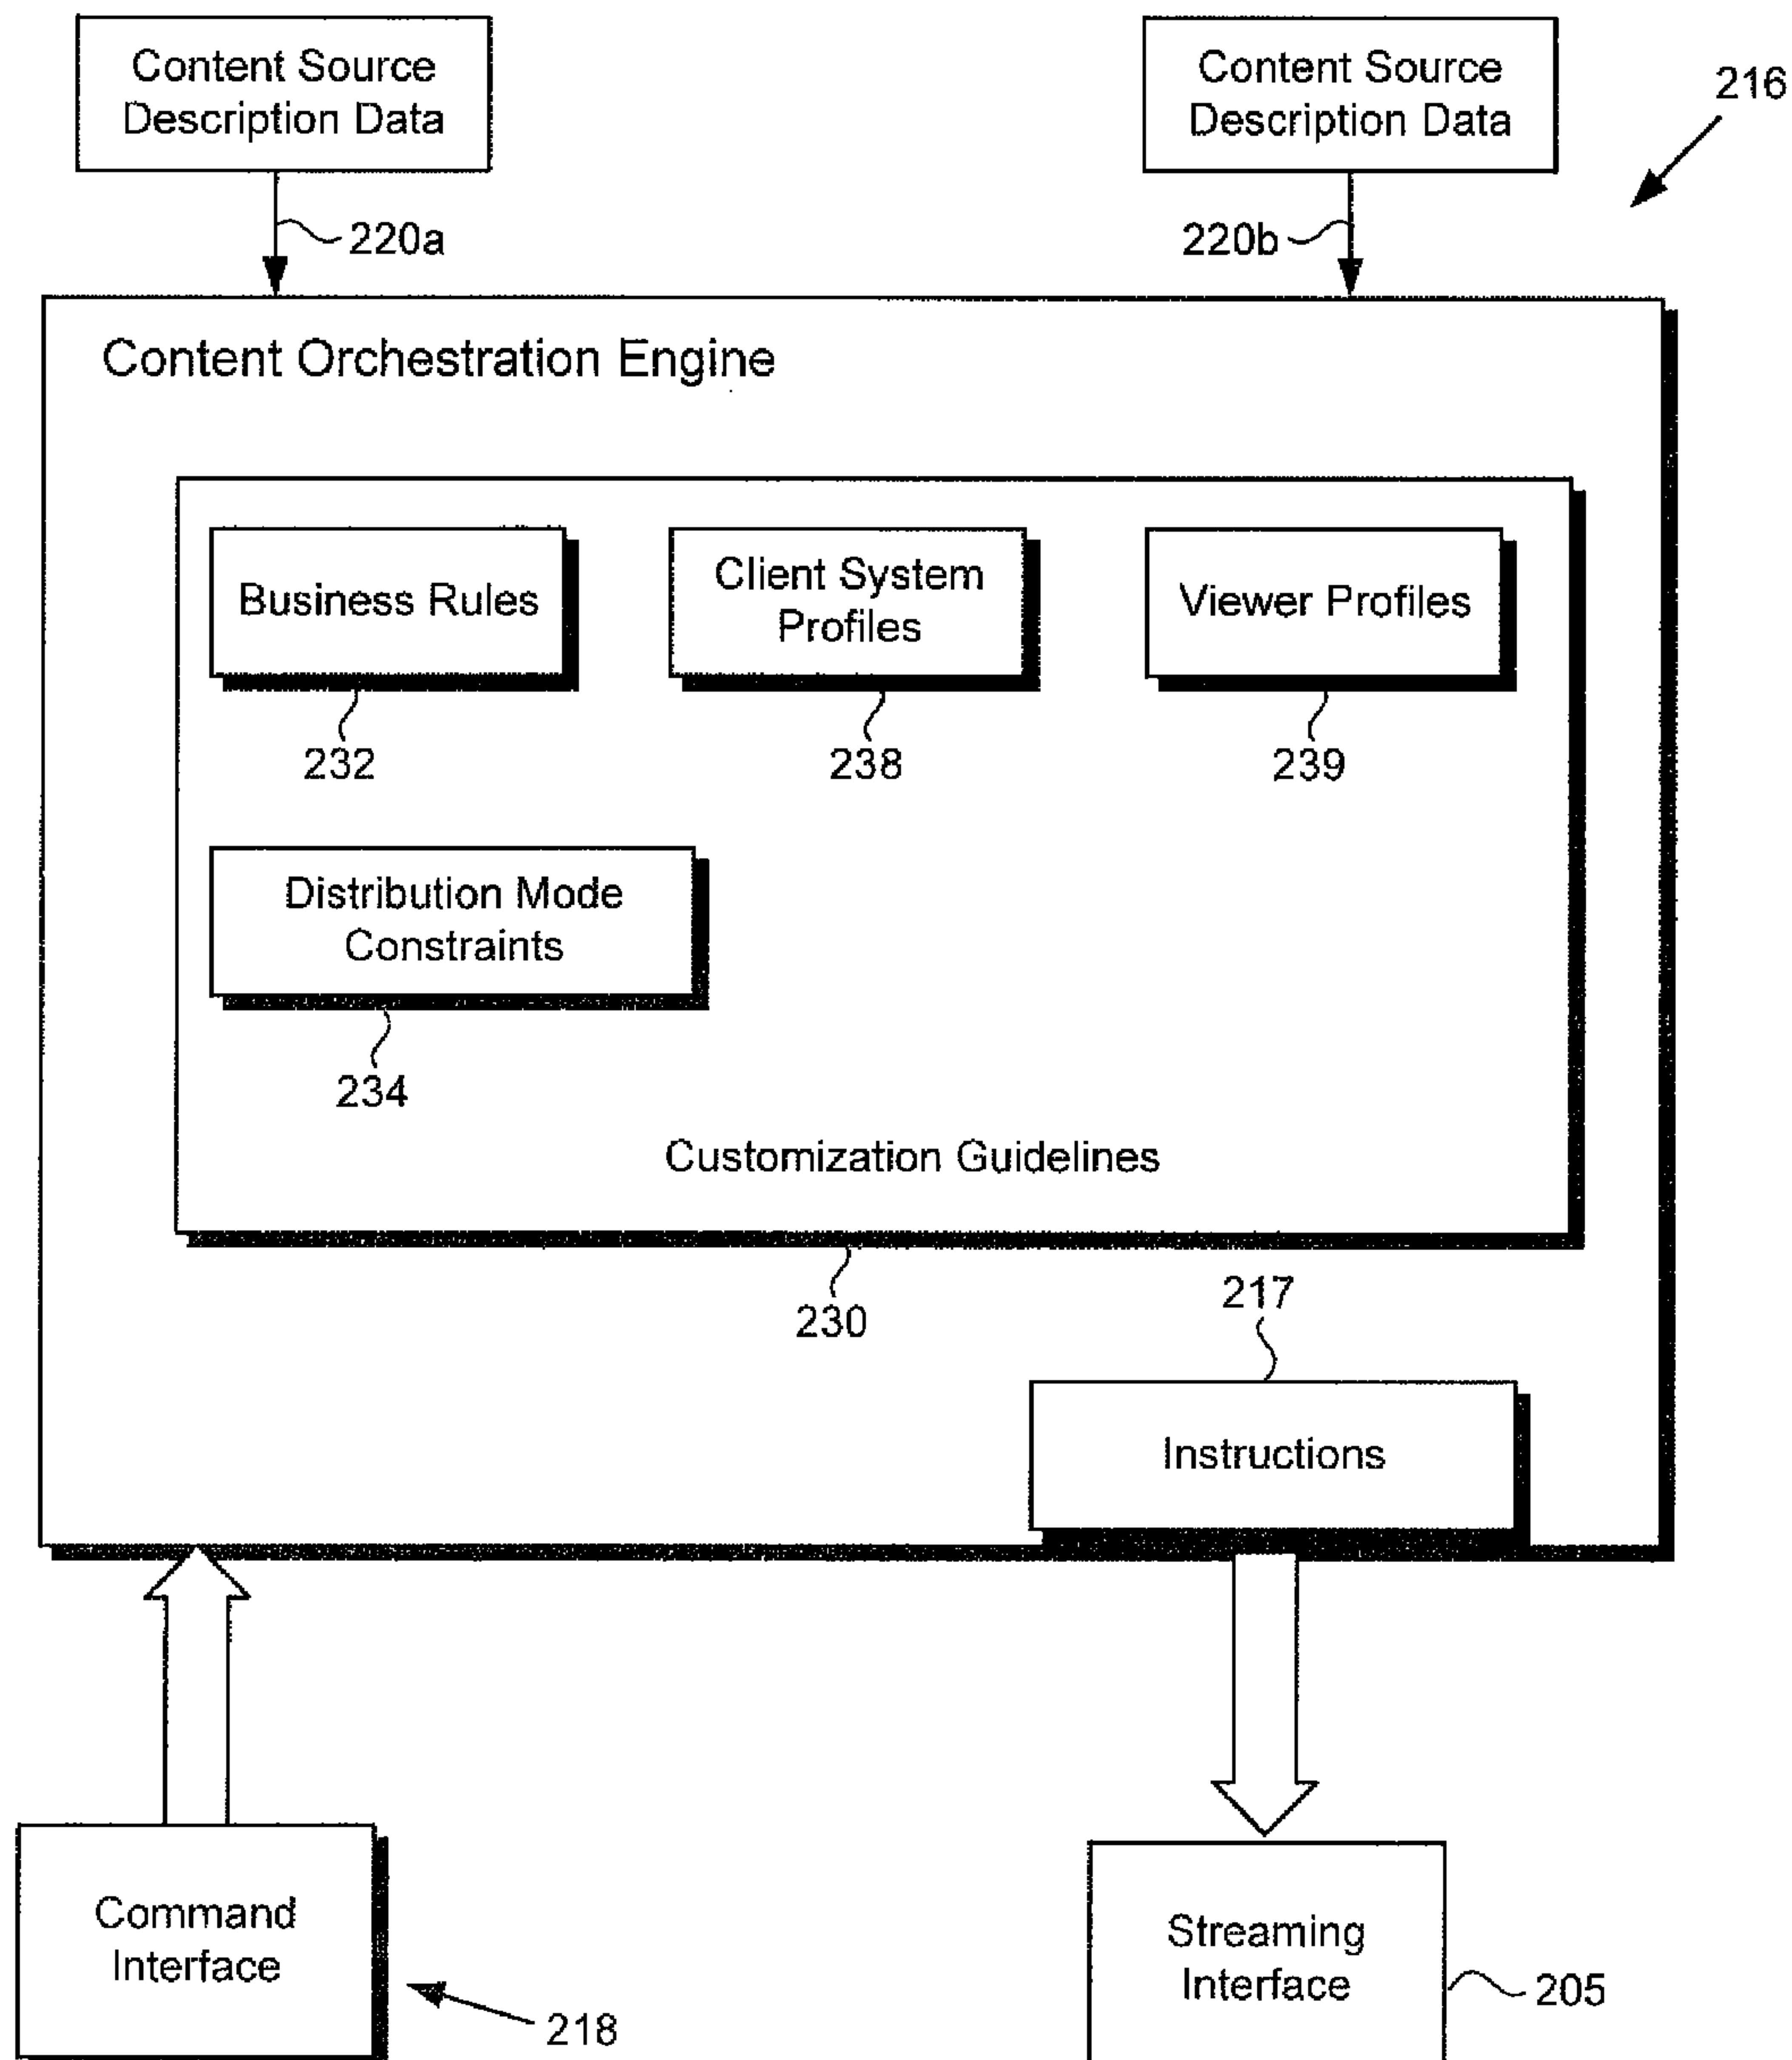 Content Source
Description Data
Content Source
Description Data
216
220a
220b
Content Orchestration Engine
Business Rules
Client System
Profiles
Viewer Profiles
232
238
239
Distribution Mode
Constraints
234
Customization Guidelines
230
217
Instructions
Command
Interface
218
Streaming
Interface
205